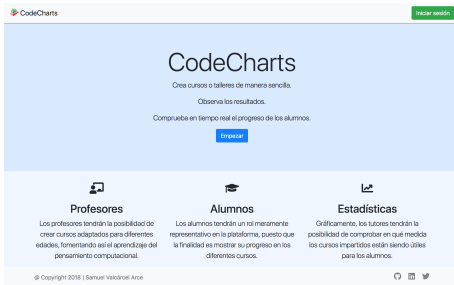 CodeCharts
Iniciar sesión
CodeCharts
Crea cursos o talleres de manera sencilla.
Observa los resultados.
Comprueba en tiempo real el progreso de los alumnos.
Empezar
Profesores
Los profesores tendrán la posibilidad de
crear cursos adaptados para diferentes
edades, fomentando así el aprendizaje del
pensamiento computacional.
Alumnos
Los alumnos tendrán un rol meramente
representativo en la plataforma, puesto que
la finalidad es mostrar su progreso en los
diferentes cursos.
Estadísticas
Gráficamente, los tutores tendrán la
posibilidad de comprobar en qué medida
los cursos impartidos están siendo útiles
para los alumnos.
@ Copyright 2018 | Samuel Valcárcel Arce